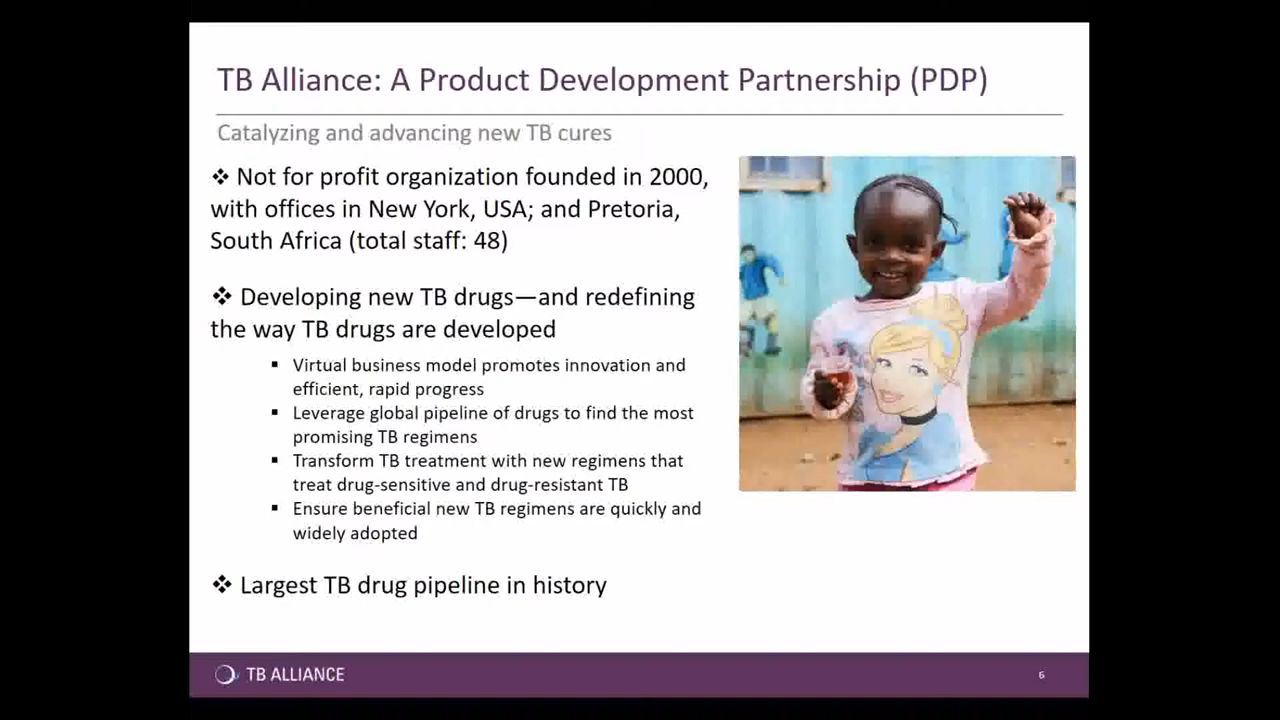 TB Alliance: A Product Development Partnership (PDP)
Catalyzing and advancing new TB cures
❖ Not for profit organization founded in 2000,
with offices in New York, USA; and Pretoria,
South Africa (total staff: 48)
❖ Developing new TB drugs—and redefining
the way TB drugs are developed
▪ Virtual business model promotes innovation and
efficient, rapid progress
▪ Leverage global pipeline of drugs to find the most
promising TB regimens
▪ Transform TB treatment with new regimens that
treat drug-sensitive and drug-resistant TB
▪ Ensure beneficial new TB regimens are quickly and
widely adopted
❖ Largest TB drug pipeline in history
TB ALLIANCE
6